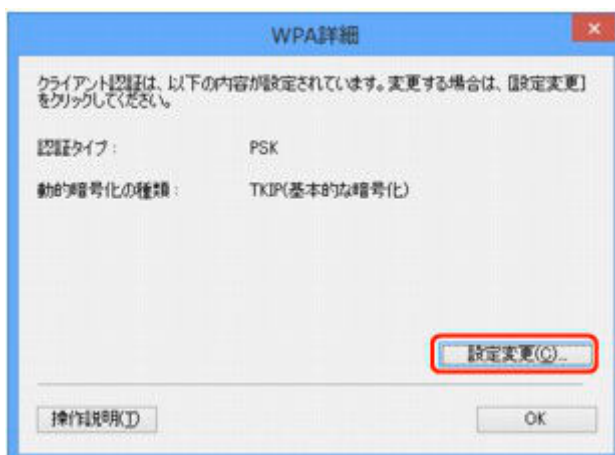 WPA詳細
クライアント認証は、以下の内容が設定されています。変更する場合は、[設定変更]
をクリックしてください。
認証タイプ： PSK
動的暗号化の種類： TKIP(基本的な暗号化)
設定変更(C)...
操作説明(T) OK